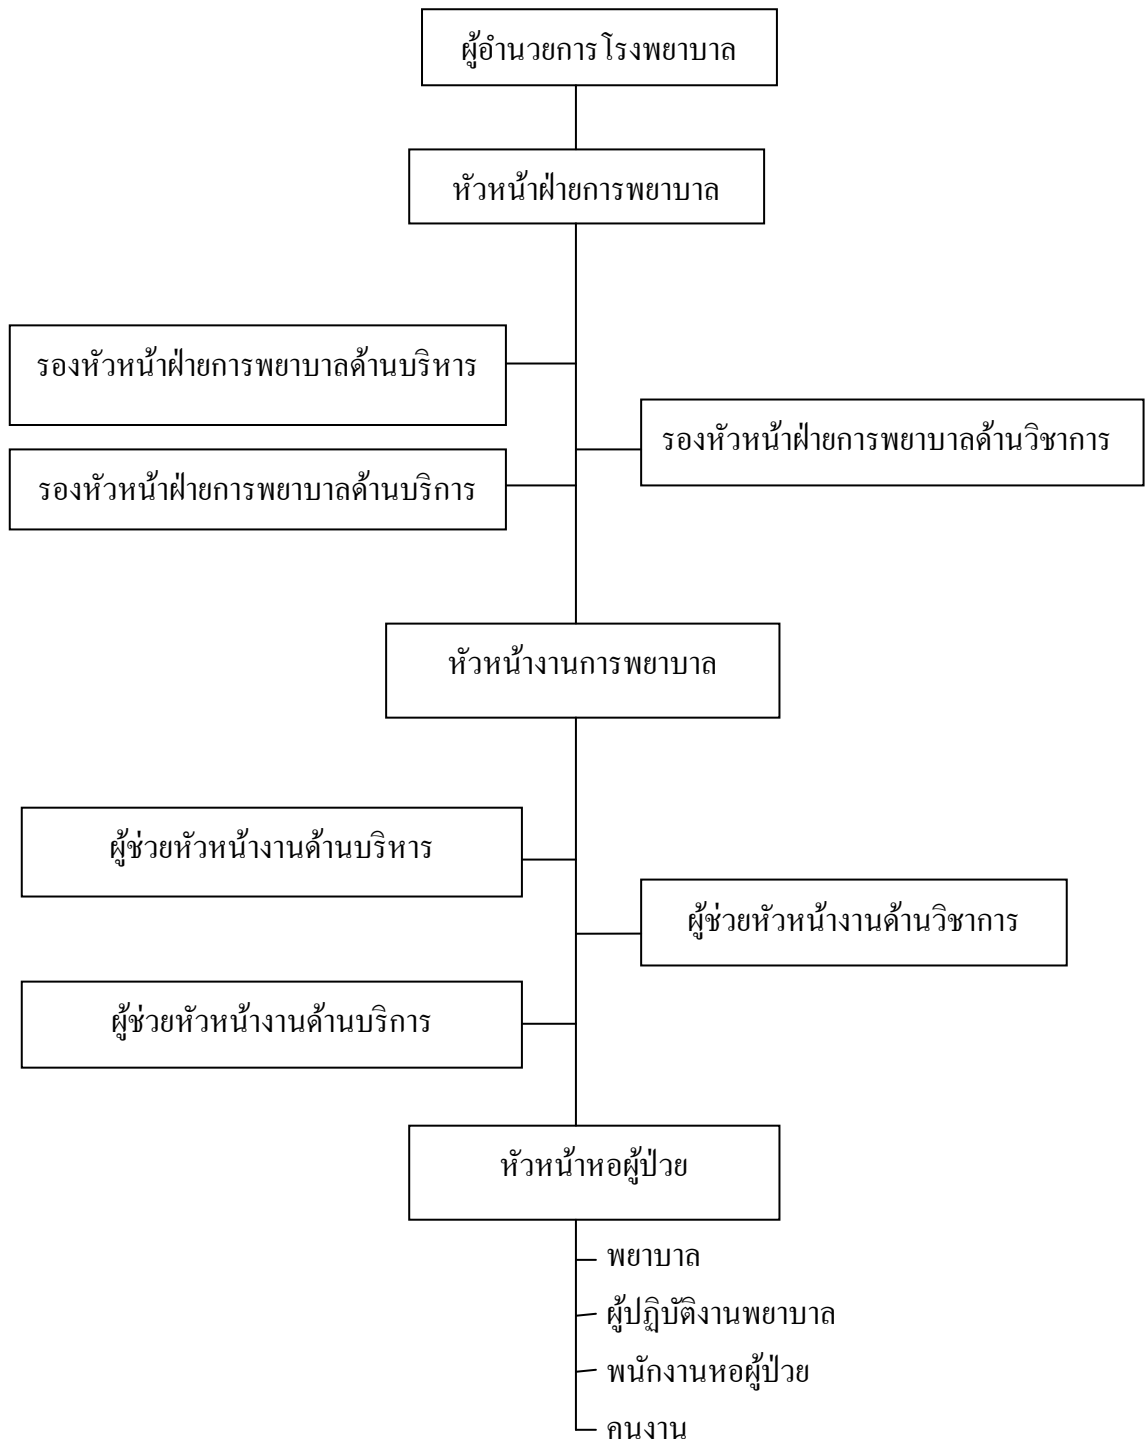 ผู้อำนวยการโรงพยาบาล
หัวหน้าฝ่ายการพยาบาล
รองหัวหน้าฝ่ายการพยาบาลด้านบริหาร
รองหัวหน้าฝ่ายการพยาบาลด้านวิชาการ
รองหัวหน้าฝ่ายการพยาบาลด้านบริการ
หัวหน้างานการพยาบาล
ผู้ช่วยหัวหน้างานด้านบริหาร
ผู้ช่วยหัวหน้างานด้านวิชาการ
ผู้ช่วยหัวหน้างานด้านบริการ
หัวหน้าหอผู้ป่วย
พยาบาล
ผู้ปฏิบัติงานพยาบาล
พนักงานหอผู้ป่วย
คนงาน